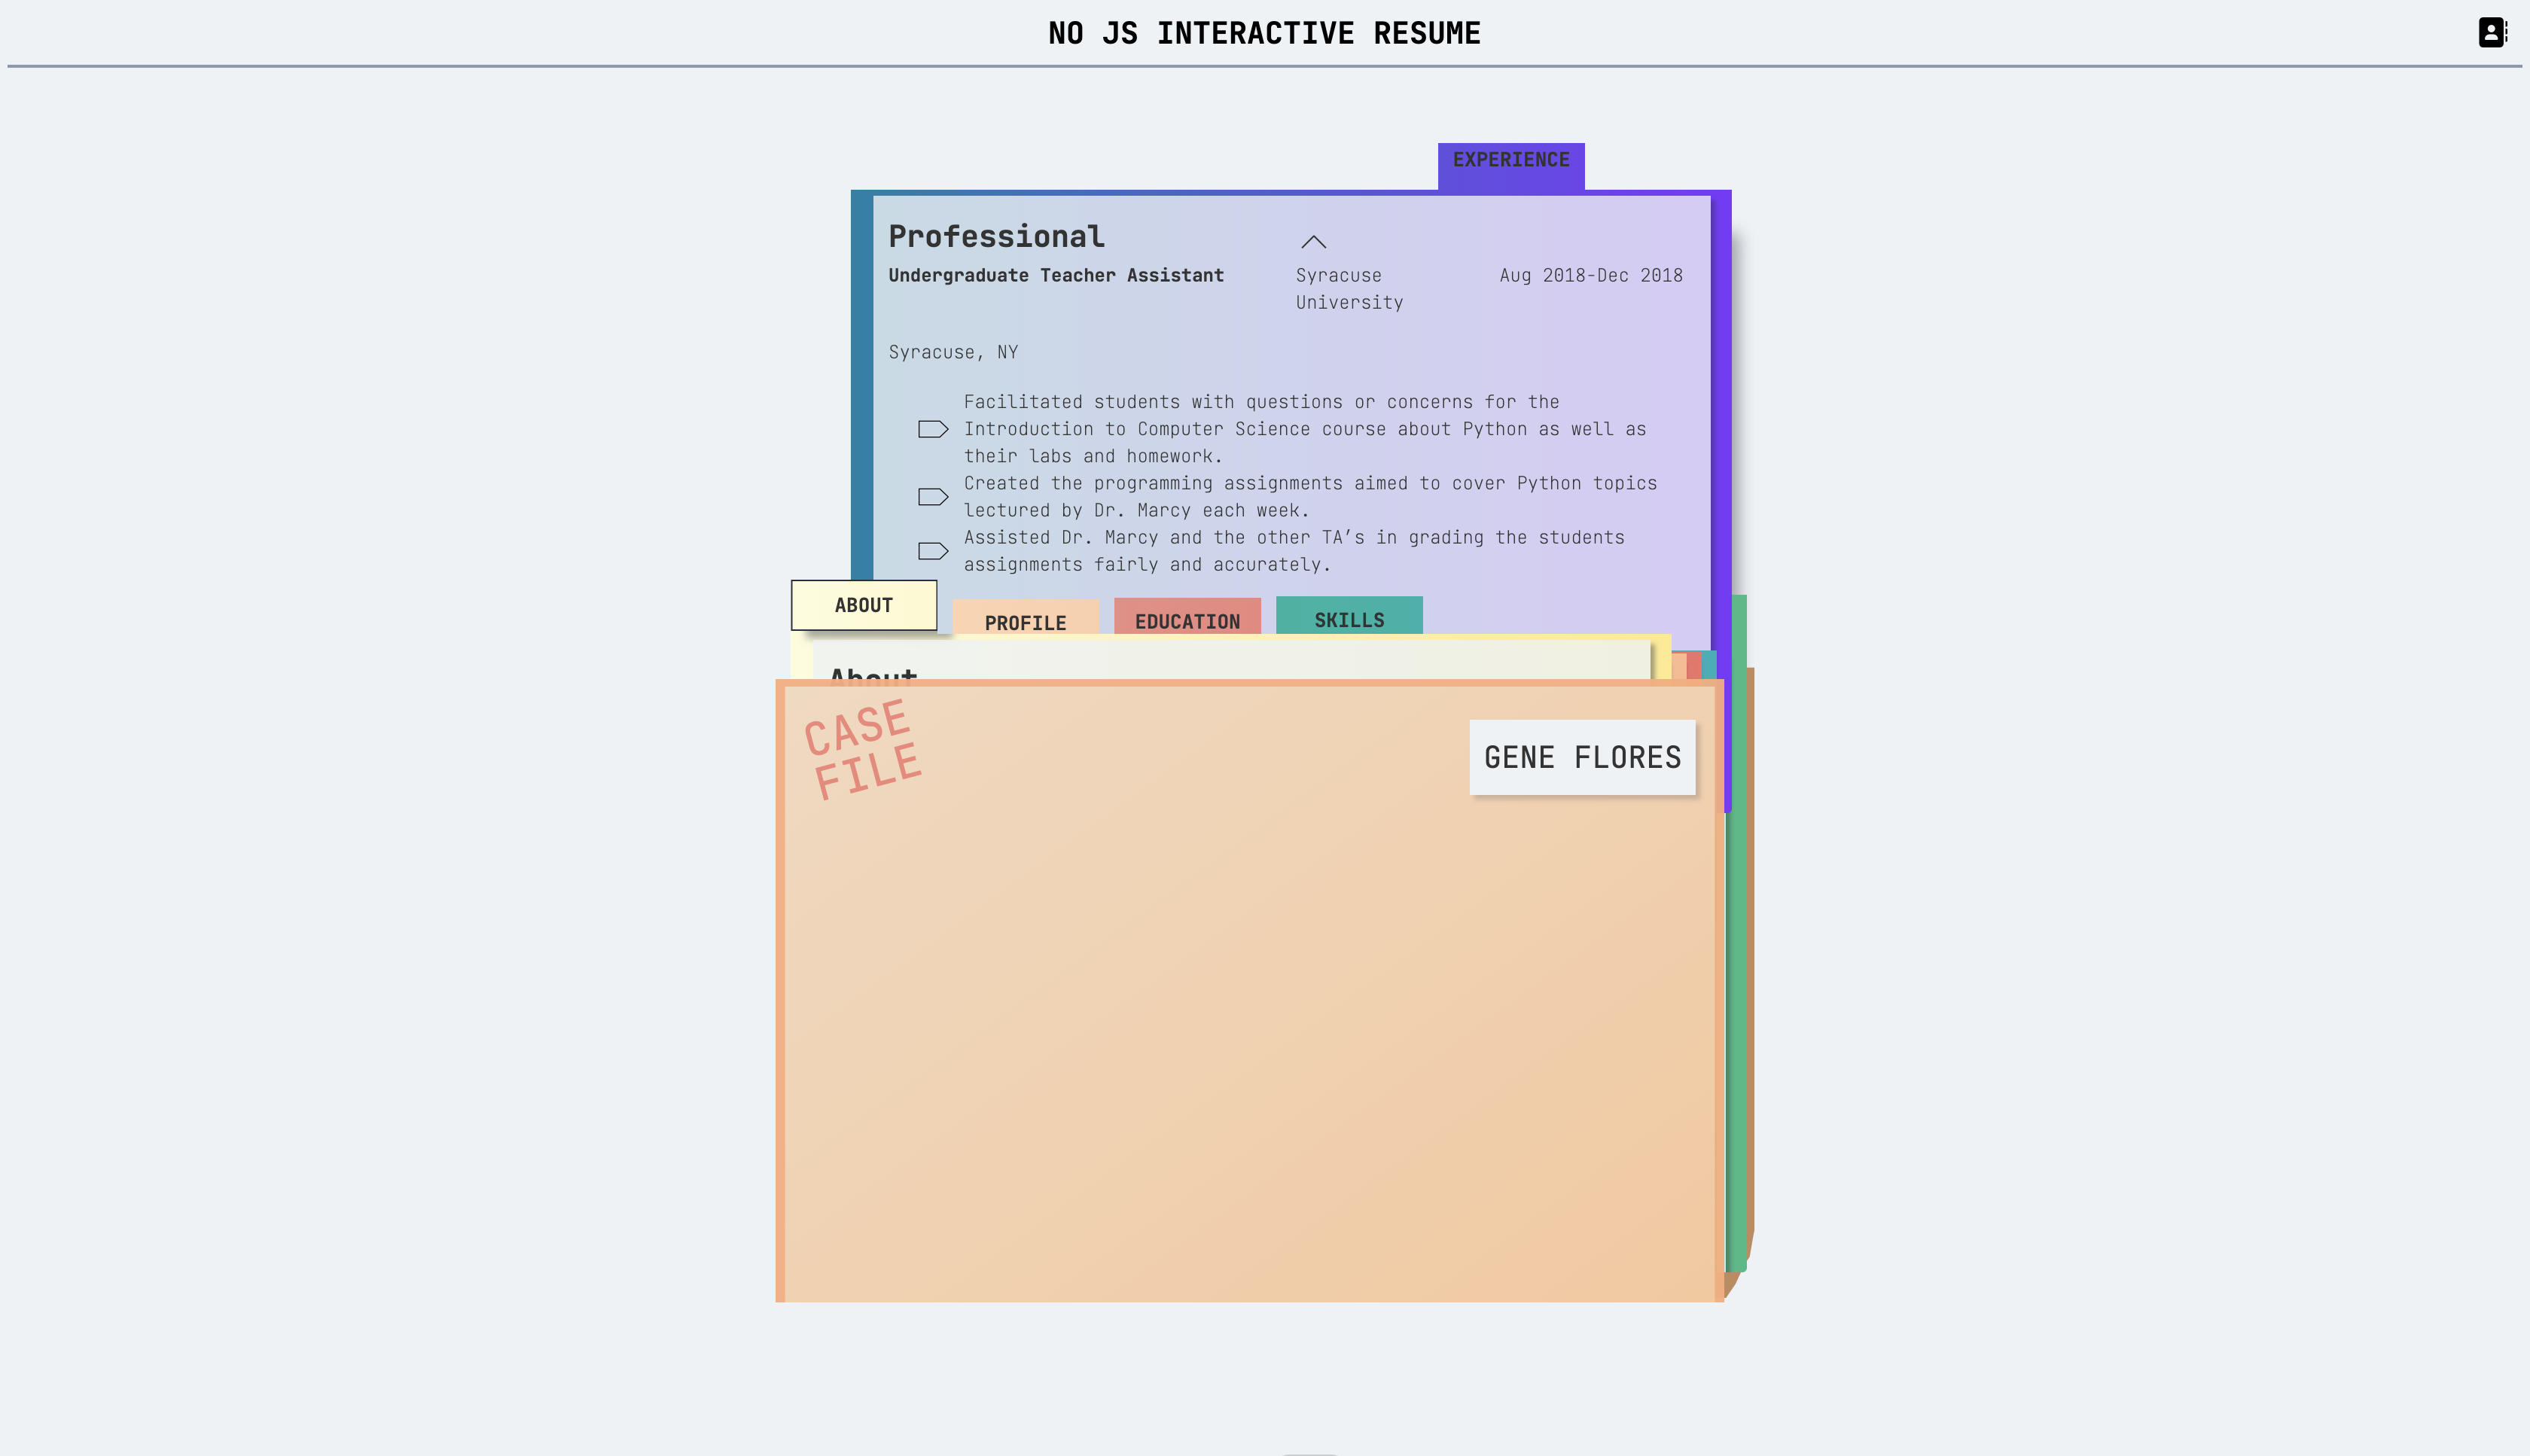 NO JS INTERACTIVE RESUME
EXPERIENCE
Professional
Undergraduate Teacher Assistant
Syracuse
University
Aug 2018-Dec 2018
Syracuse, NY
Facilitated students with questions or concerns for the
Introduction to Computer Science course about Python as well as
their labs and homework.
Created the programming assignments aimed to cover Python topics
lectured by Dr. Marcy each week.
Assisted Dr. Marcy and the other TA’s in grading the students
assignments fairly and accurately.
ABOUT
PROFILE
EDUCATION
SKILLS
About
CASE
FILE
GENE FLORES